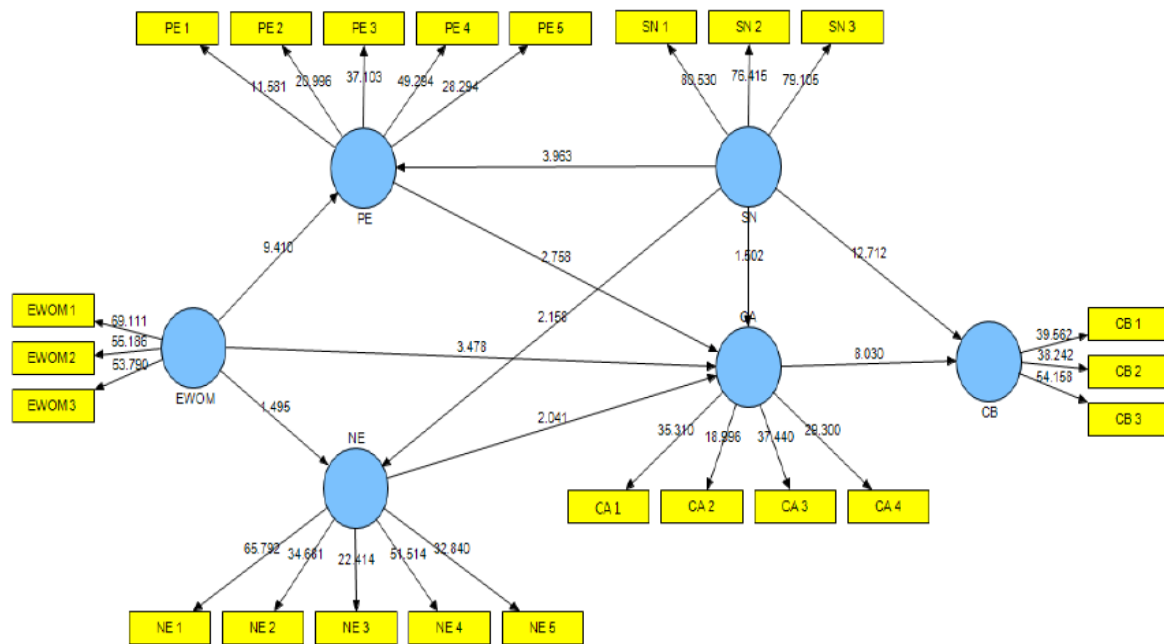 PE 1 PE 2 PE 3 PE 4 PE 5 SN 1 SN 2 SN 3
11.581 20.996 37.103 49.294 28.294 80.530 76.415 79.105
3.963
PE SN
9.410 2.758 1.502 12.712
2.158
EWOM 1 69.111 CA CB 1
EWOM 2 55.186 3.478 8.030 39.562
EWOM 3 53.790 38.242 CB 2
EWOM CB 54.158 CB 3
1.495 2.041
NE 35.310 18.996 37.440 29.300
CA 1 CA 2 CA 3 CA 4
65.792 34.681 22.414 51.514 32.840
NE 1 NE 2 NE 3 NE 4 NE 5